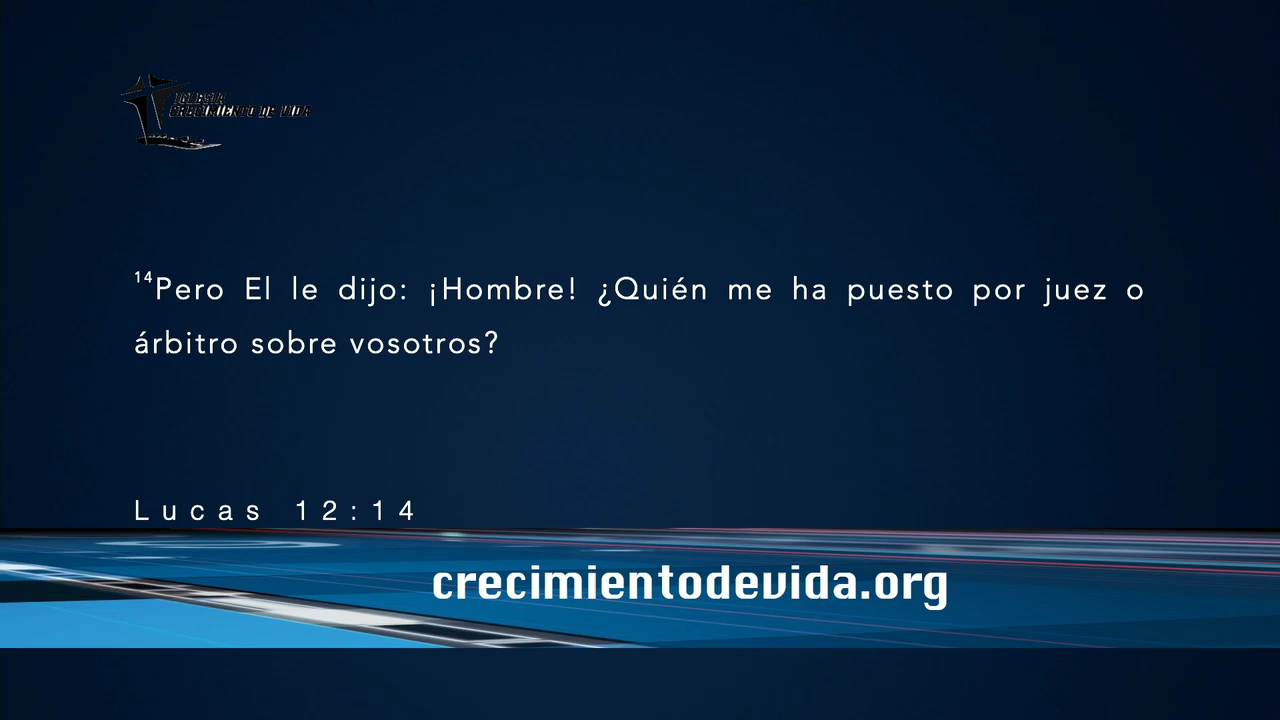 IGLESIA
CRECIMIENTO DE VIDA
¹⁴Pero El le dijo: ¡Hombre! ¿Quién me ha puesto por juez o
árbitro sobre vosotros?
Lucas 12:14
crecimientodevida.org